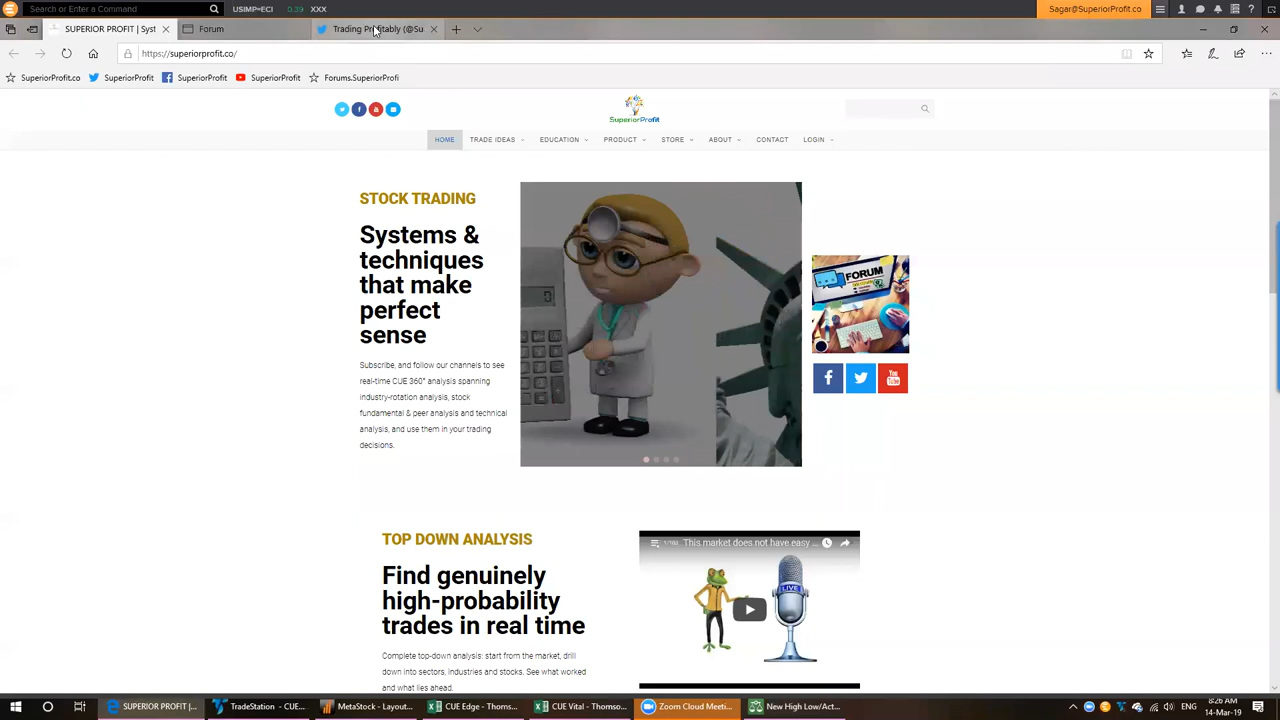 Search or Enter a Command
USIMP=ECI 0.39 XXX
Sagar@SuperiorProfit.co
SUPERIOR PROFIT | Syst
Forum
Trading Profitably (@Su
https://superiorprofit.co/
SuperiorProfit.co
SuperiorProfit
SuperiorProfit
SuperiorProfit
Forums.SuperiorProfi
SuperiorProfit
HOME
TRADE IDEAS
EDUCATION
PRODUCT
STORE
ABOUT
CONTACT
LOGIN
STOCK TRADING
Systems &
techniques
that make
perfect
sense
Subscribe, and follow our channels to see
real-time CUE 360° analysis spanning
industry-rotation analysis, stock
fundamental & peer analysis and technical
analysis, and use them in your trading
decisions.
FORUM
TOP DOWN ANALYSIS
Find genuinely
high-probability
trades in real time
Complete top-down analysis: start from the market, drill
down into sectors, industries and stocks. See what worked
and what lies ahead.
This market does not have easy ...
LIVE
SUPERIOR PROFIT |...
TradeStation - CUE...
MetaStock - Layout...
CUE Edge - Thoms...
CUE Vital - Thomso...
Zoom Cloud Meeti...
New High Low/Act...
8:26 AM
14-Mar-19